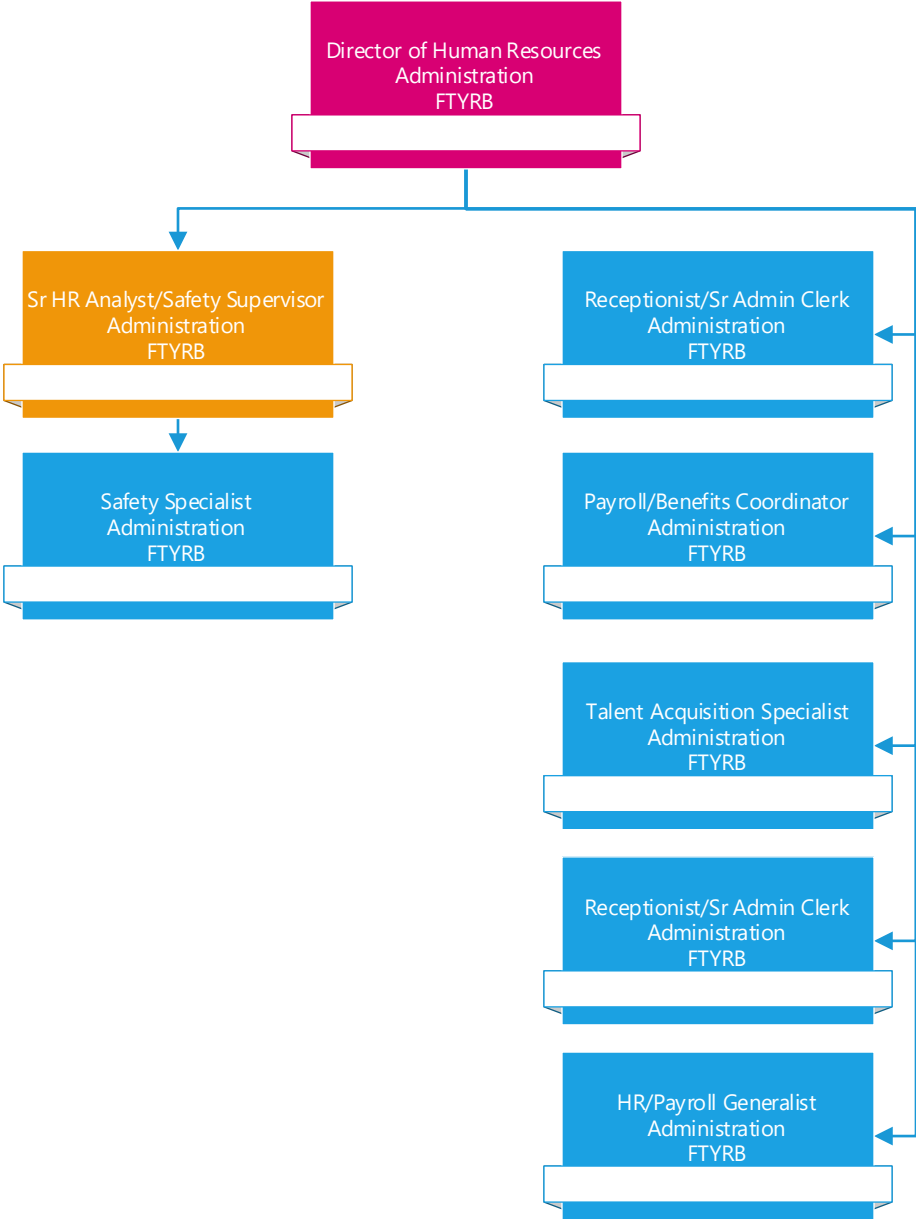 Director of Human Resources
Administration
FTYRB
Sr HR Analyst/Safety Supervisor
Administration
FTYRB
Safety Specialist
Administration
FTYRB
Receptionist/Sr Admin Clerk
Administration
FTYRB
Payroll/Benefits Coordinator
Administration
FTYRB
Talent Acquisition Specialist
Administration
FTYRB
Receptionist/Sr Admin Clerk
Administration
FTYRB
HR/Payroll Generalist
Administration
FTYRB